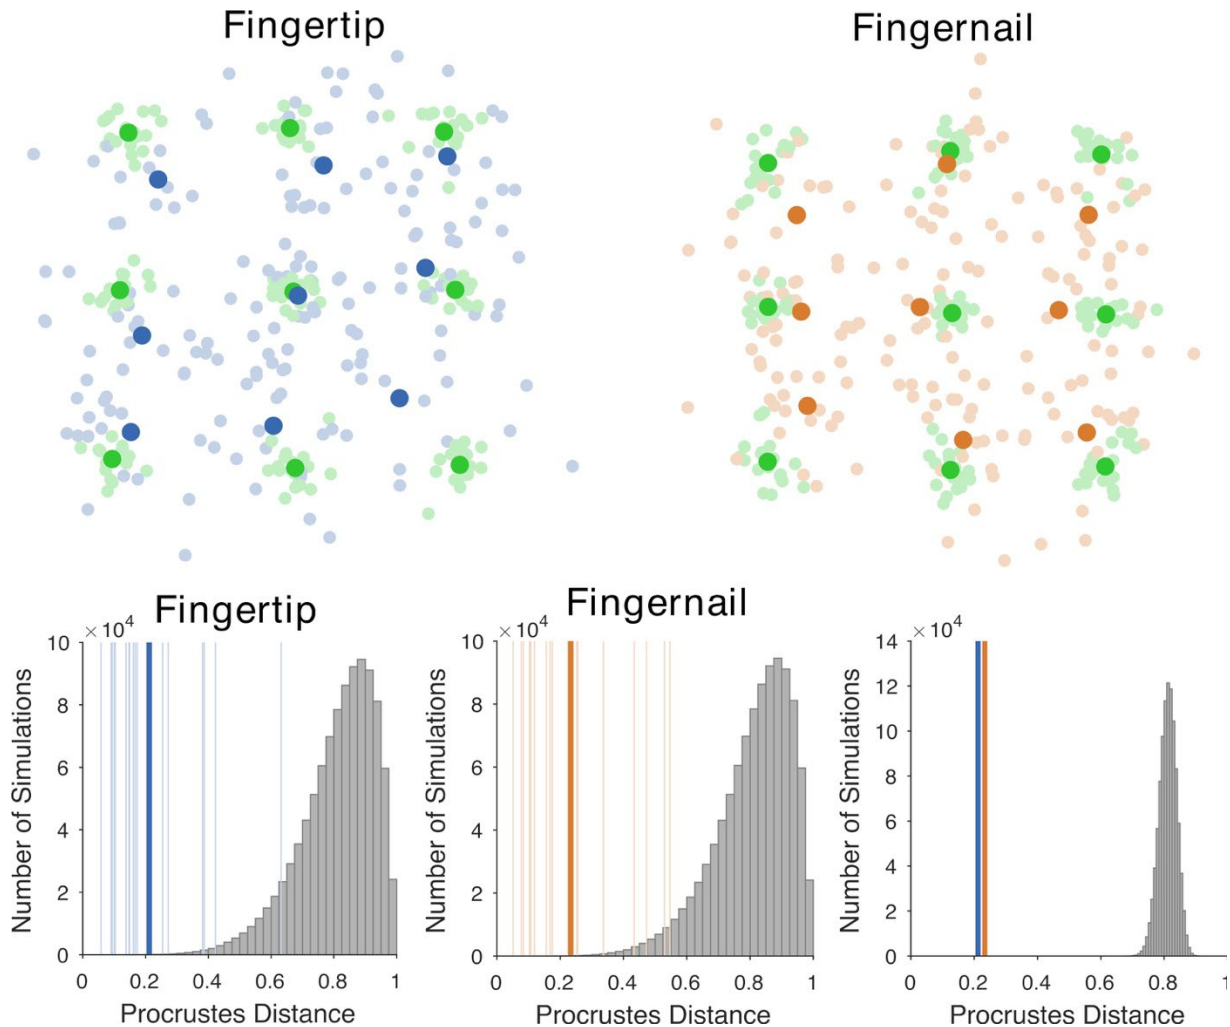 Fingertip
Fingernail
Fingertip
×10⁴
10
8
6
4
2
0
0 0.2 0.4 0.6 0.8 1
Number of Simulations
Procrustes Distance
Fingernail
×10⁴
10
8
6
4
2
0
0 0.2 0.4 0.6 0.8 1
Number of Simulations
Procrustes Distance
×10⁴
14
12
10
8
6
4
2
0
0 0.2 0.4 0.6 0.8 1
Number of Simulations
Procrustes Distance